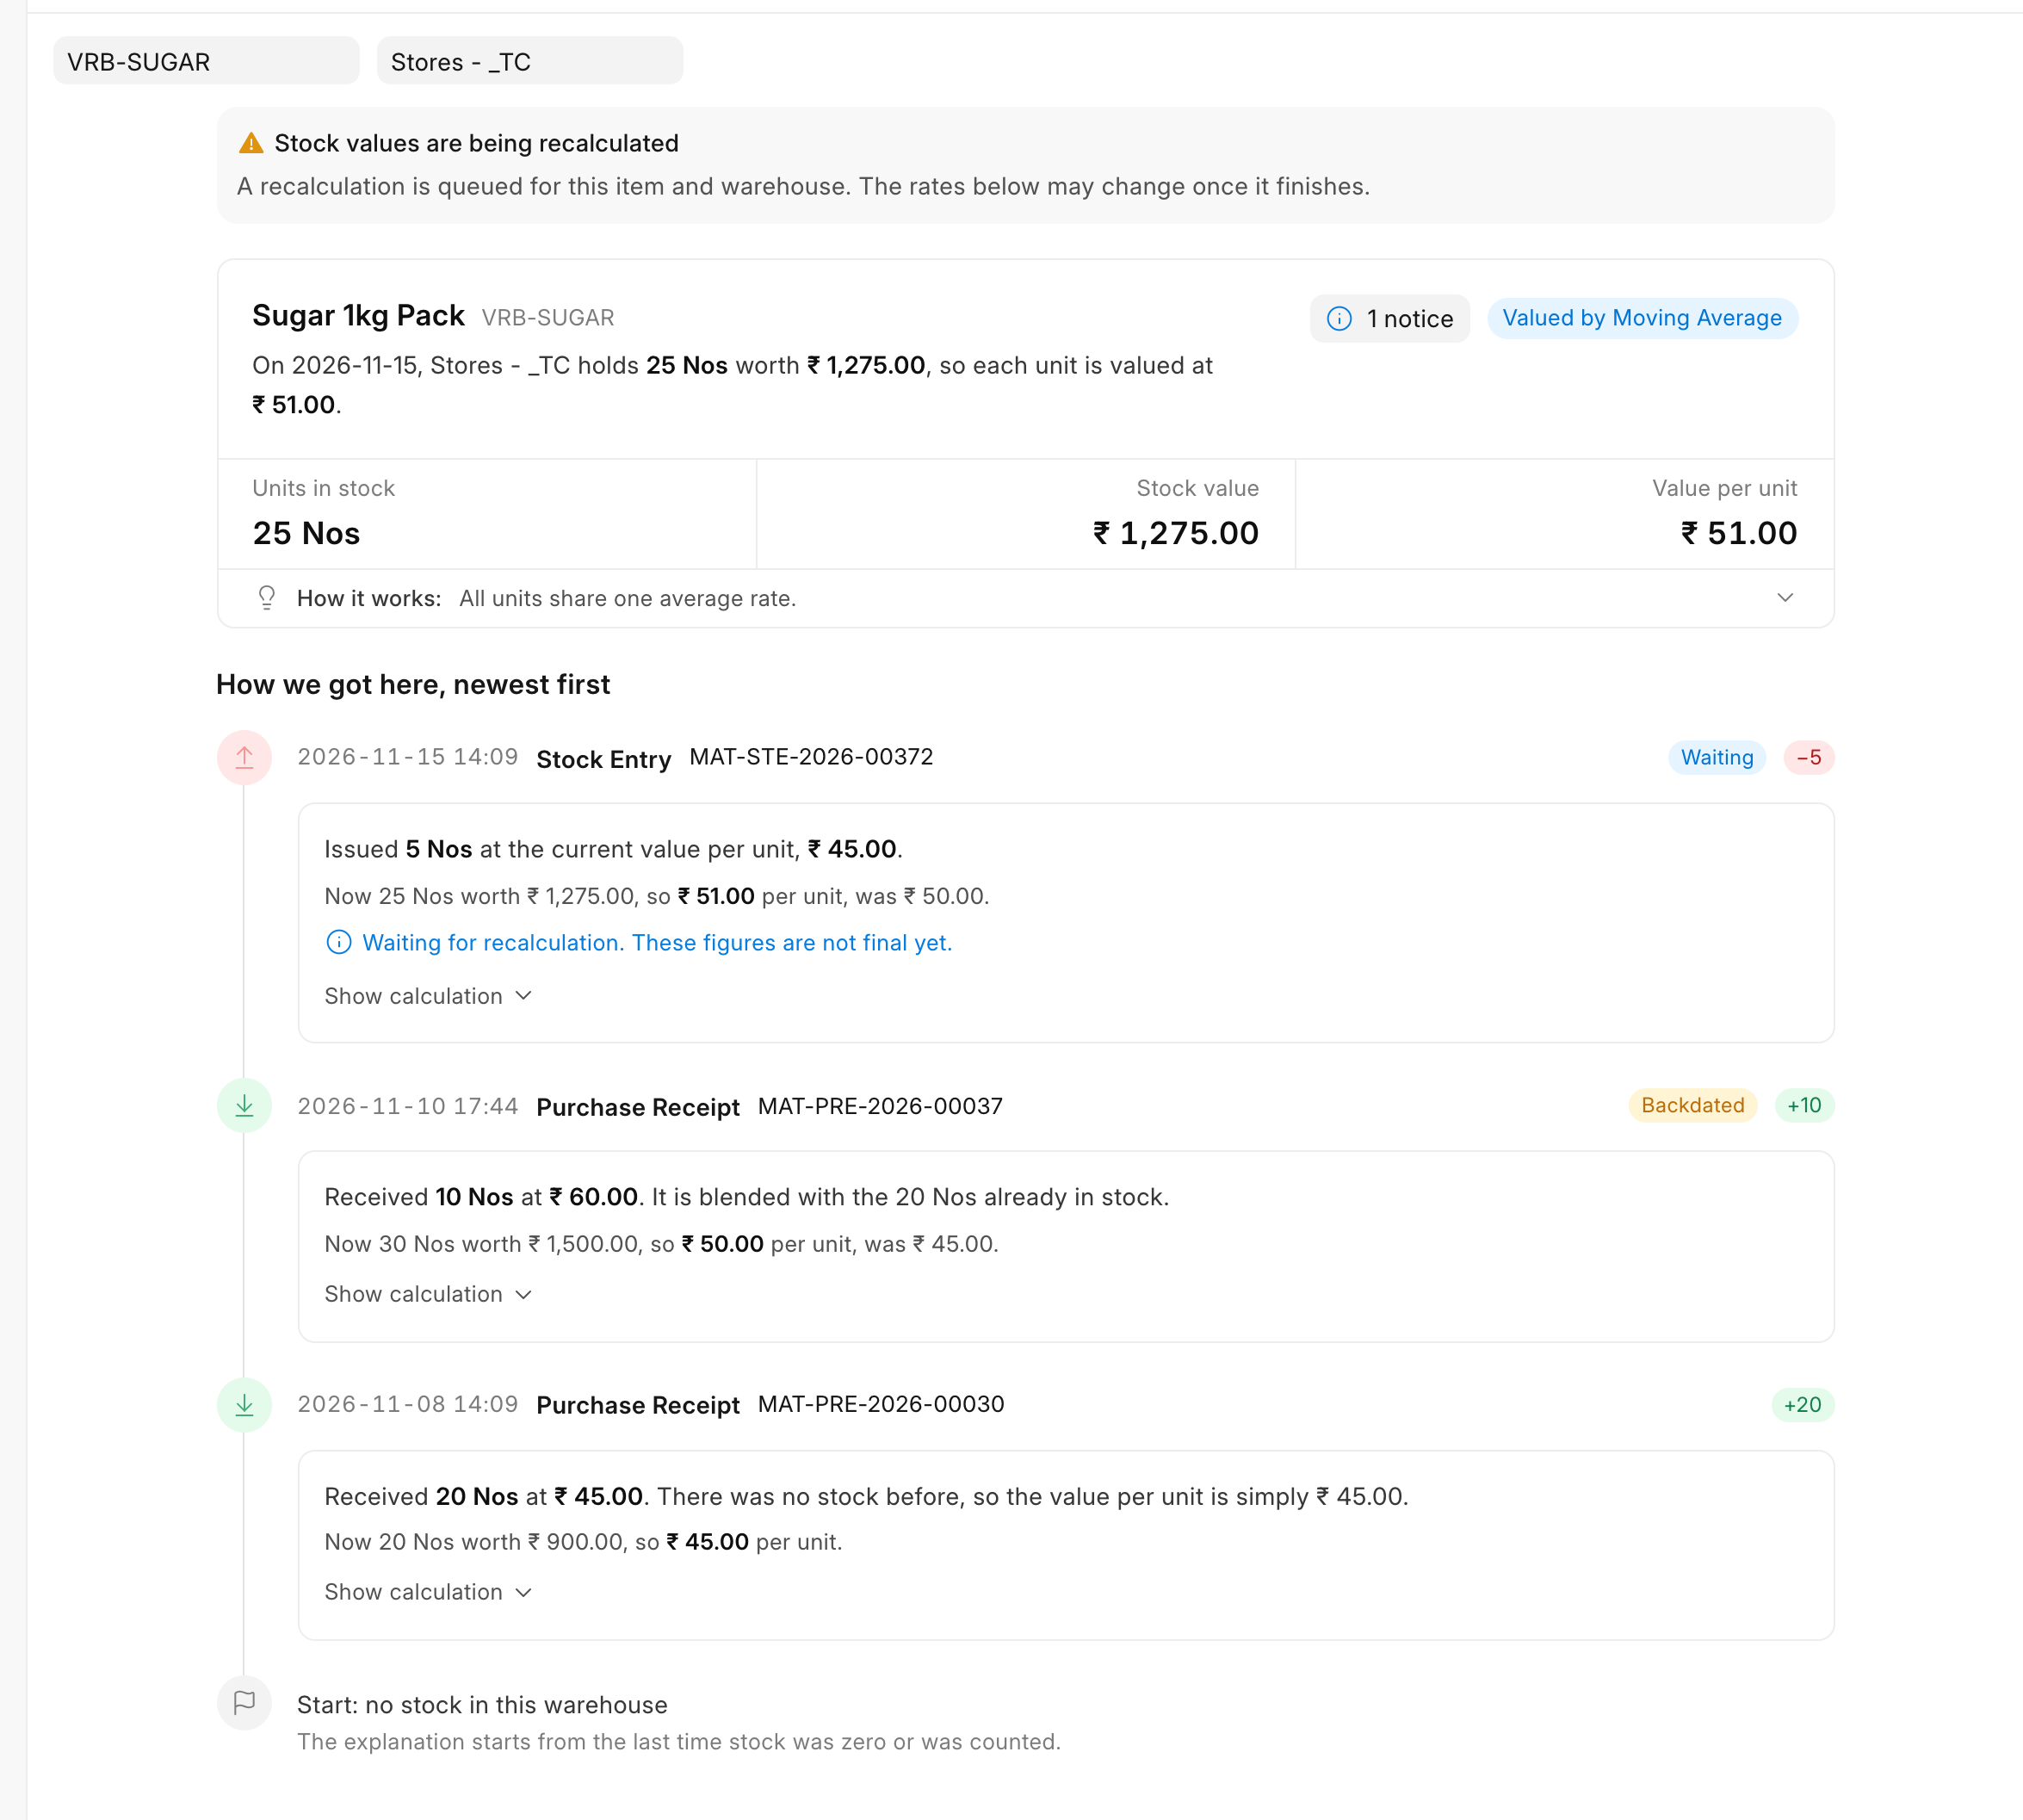 VRB-SUGAR
Stores - _TC
Stock values are being recalculated
A recalculation is queued for this item and warehouse. The rates below may change once it finishes.
Sugar 1kg Pack VRB-SUGAR
1 notice
Valued by Moving Average
On 2026-11-15, Stores - _TC holds 25 Nos worth ₹ 1,275.00, so each unit is valued at
₹ 51.00.
Units in stock
25 Nos
Stock value
₹ 1,275.00
Value per unit
₹ 51.00
How it works: All units share one average rate.
How we got here, newest first
2026-11-15 14:09 Stock Entry MAT-STE-2026-00372
Waiting
−5
Issued 5 Nos at the current value per unit, ₹ 45.00.
Now 25 Nos worth ₹ 1,275.00, so ₹ 51.00 per unit, was ₹ 50.00.
Waiting for recalculation. These figures are not final yet.
Show calculation
2026-11-10 17:44 Purchase Receipt MAT-PRE-2026-00037
Backdated
+10
Received 10 Nos at ₹ 60.00. It is blended with the 20 Nos already in stock.
Now 30 Nos worth ₹ 1,500.00, so ₹ 50.00 per unit, was ₹ 45.00.
Show calculation
2026-11-08 14:09 Purchase Receipt MAT-PRE-2026-00030
+20
Received 20 Nos at ₹ 45.00. There was no stock before, so the value per unit is simply ₹ 45.00.
Now 20 Nos worth ₹ 900.00, so ₹ 45.00 per unit.
Show calculation
Start: no stock in this warehouse
The explanation starts from the last time stock was zero or was counted.